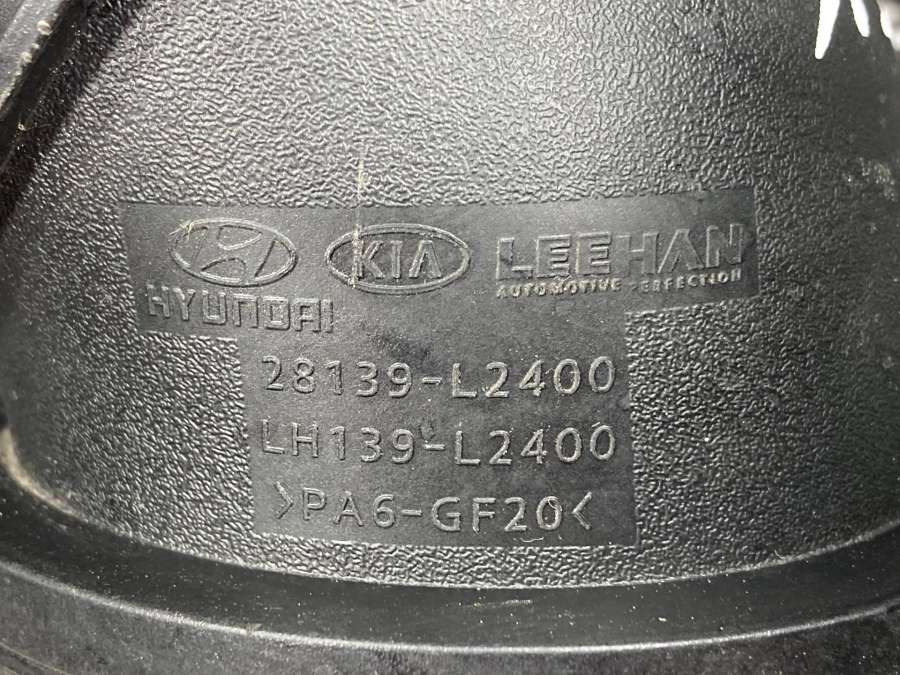 HYUNDAI
KIA
LEEHAN
AUTOMOTIVE PERFECTION
28139-L2400
LH139-L2400
>PA6-GF20<